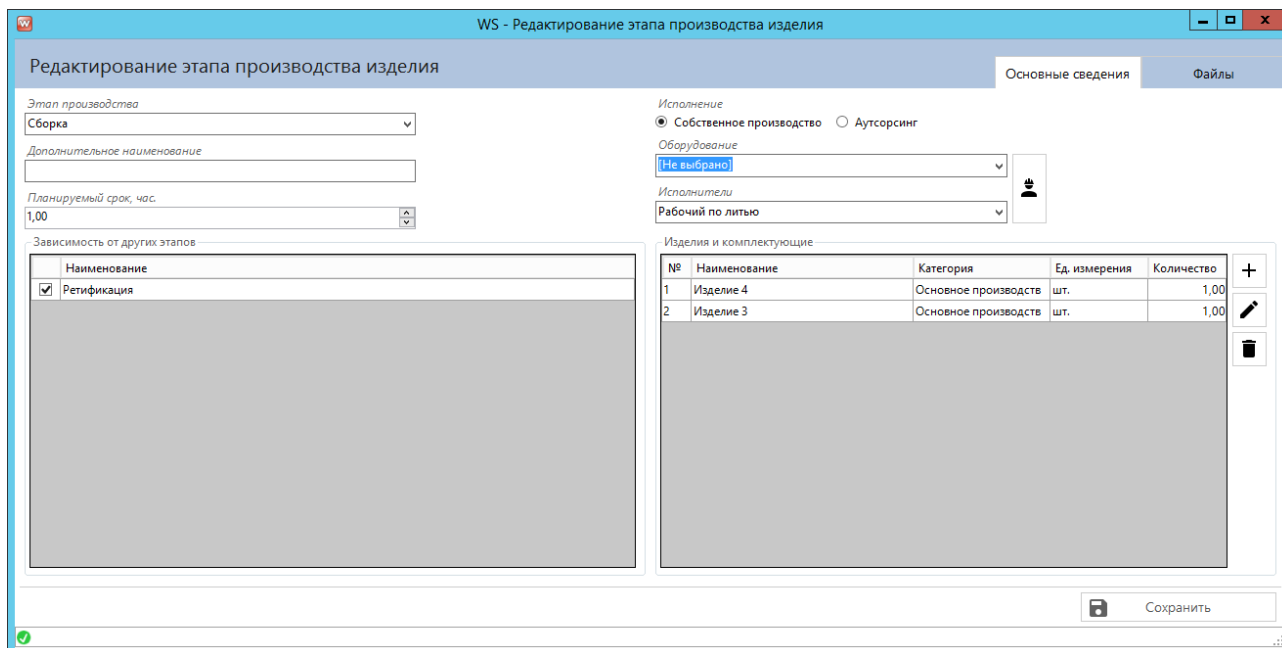 WS - Редактирование этапа производства изделия
Редактирование этапа производства изделия
Основные сведения
Файлы
Этап производства
Сборка
Дополнительное наименование
Планируемый срок, час.
1,00
Исполнение
Собственное производство Аутсорсинг
Оборудование
[Не выбрано]
Исполнители
Рабочий по литью
Зависимость от других этапов
Наименование
Ретификация
Изделия и комплектующие
№ Наименование Категория Ед. измерения Количество
1 Изделие 4 Основное производств шт. 1,00
2 Изделие 3 Основное производств шт. 1,00
Сохранить